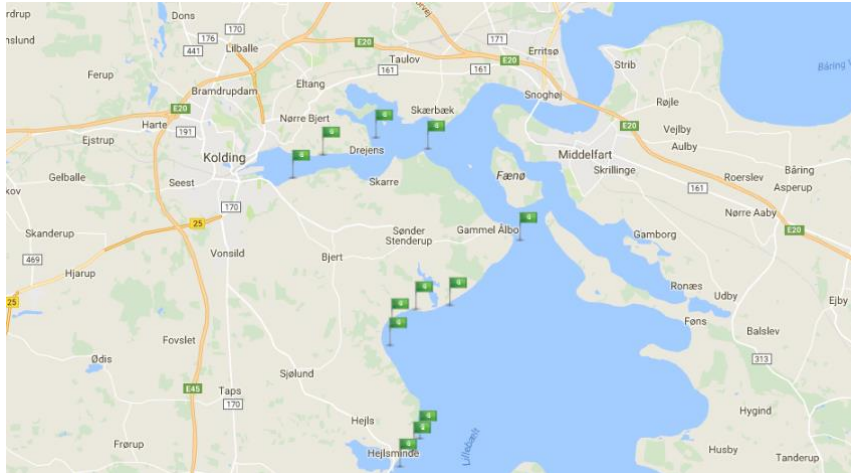 Dons
170
176
441
Lilballe
E20
171
Erritsø
Taulov
161
161
E20
Strib
Ferup
Eltang
Bramdrupdam
Snoghøj
Røjle
E20
Nørre Bjert
Skærbæk
E20
Vejlby
Harte
191
Ejstrup
Drejens
Aulby
Kolding
Middelfart
Gelballe
Seest
Skarre
Fænø
Skrillinge
Roerslev
Båring
161
Asperup
170
Nørre Aaby
25
Skanderup
Sønder
Stenderup
Gammel Ålbo
E20
Gamborg
469
Vonsild
Bjert
Hjarup
Ronæs
Udby
25
Ejby
Føns
Fovslet
Balslev
Ødis
313
Sjølund
E45
Taps
170
Hygind
Hejls
Frørup
Hejlsminde
Lillebælt
Husby
Tanderup